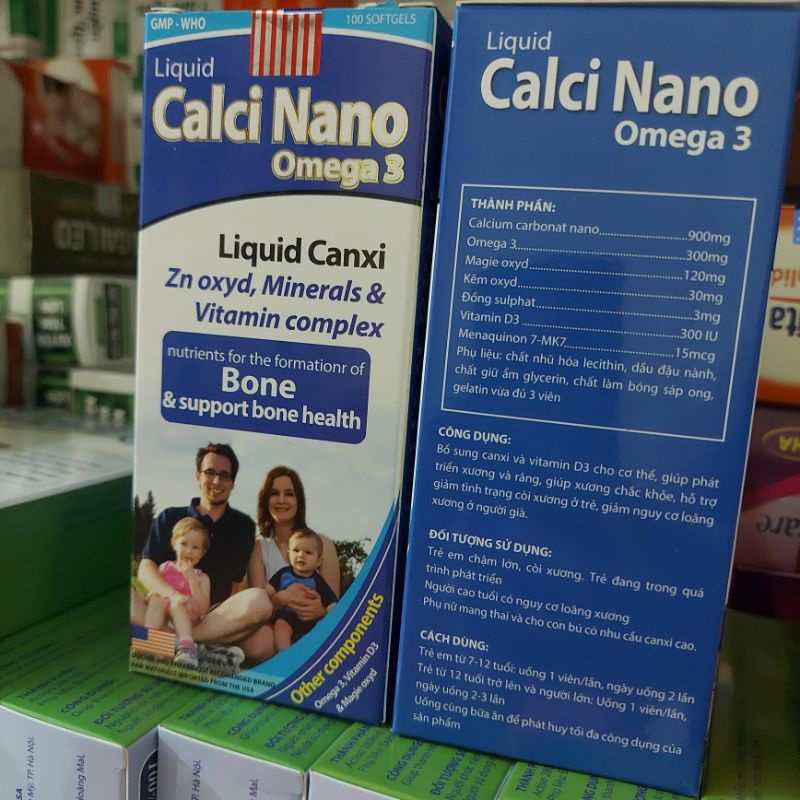 GMP - WHO
100 SOFTGELS
Liquid
Calci Nano
Omega 3
Liquid Canxi
Zn oxyd, Minerals &
Vitamin complex
nutrients for the formationr of
Bone
& support bone health
Other components
Omega 3, Vitamin D3
& Magie oxyd
DOCTOR AND PHARMACIST RECOMENDED BRAND
RAW MATERIALS IMPORTED FROM THE USA
Liquid
Calci Nano
Omega 3
THÀNH PHẦN:
Calcium carbonat nano 900mg
Omega 3 300mg
Magie oxyd 120mg
Kẽm oxyd 30mg
Đồng sulphat 3mg
Vitamin D3 300 IU
Menaquinon 7-MK7 15mcg
Phụ liệu: chất nhũ hóa lecithin, dầu đậu nành,
chất giữ ẩm glycerin, chất làm bóng sáp ong,
gelatin vừa đủ 3 viên
CÔNG DỤNG:
Bổ sung canxi và vitamin D3 cho cơ thể, giúp phát
triển xương và răng, giúp xương chắc khỏe, hỗ trợ
giảm tình trạng còi xương ở trẻ, giảm nguy cơ loãng
xương ở người già.
ĐỐI TƯỢNG SỬ DỤNG:
Trẻ em chậm lớn, còi xương. Trẻ đang trong quá
trình phát triển
Người cao tuổi có nguy cơ loãng xương
Phụ nữ mang thai và cho con bú có nhu cầu canxi cao.
CÁCH DÙNG:
Trẻ em từ 7-12 tuổi: uống 1 viên/lần, ngày uống 2 lần
Trẻ từ 12 tuổi trở lên và người lớn: Uống 1 viên/lần,
ngày uống 2-3 lần
Uống cùng bữa ăn để phát huy tối đa công dụng của
sản phẩm